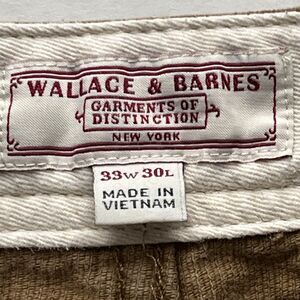 WALLACE & BARNES
GARMENTS OF
DISTINCTION
NEW YORK
33W 30L
MADE IN
VIETNAM